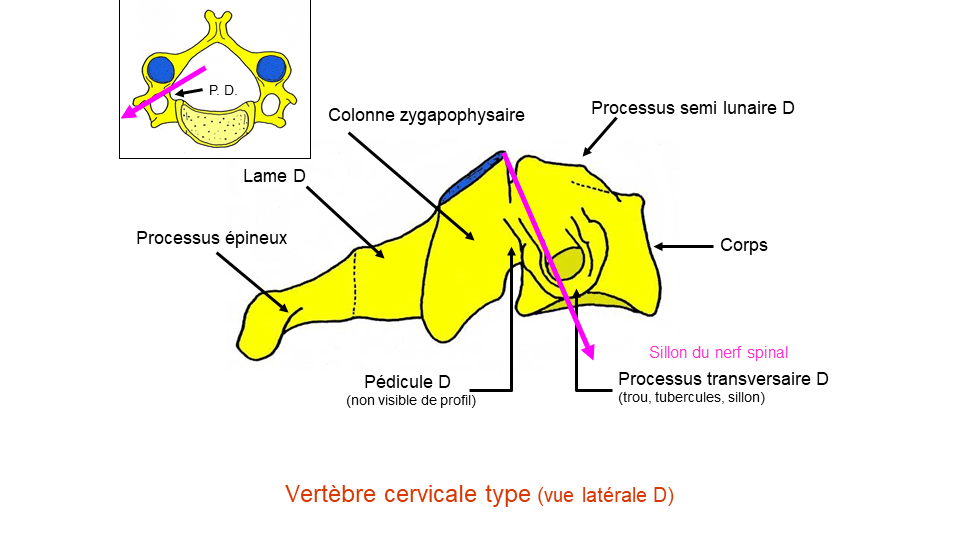 P. D.
Colonne zygapophysaire
Processus semi lunaire D
Lame D
Processus épineux
Corps
Sillon du nerf spinal
Pédicule D
(non visible de profil)
Processus transversaire D
(trou, tubercules, sillon)
Vertèbre cervicale type (vue latérale D)